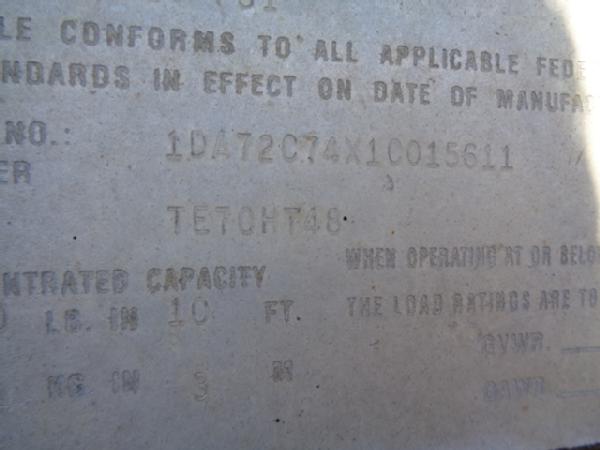 LE CONFORMS TO ALL APPLICABLE FEDE
NDARDS IN EFFECT ON DATE OF MANUFA
NO.: 1DA72C74X1C015611
ER
TETOHT48
NTRATED CAPACITY
WHEN OPERATING AT OR BELO
LB. IN 10 FT.
THE LOAD RATINGS ARE TO
GVWR.
KG IN 3 M
GAWR.